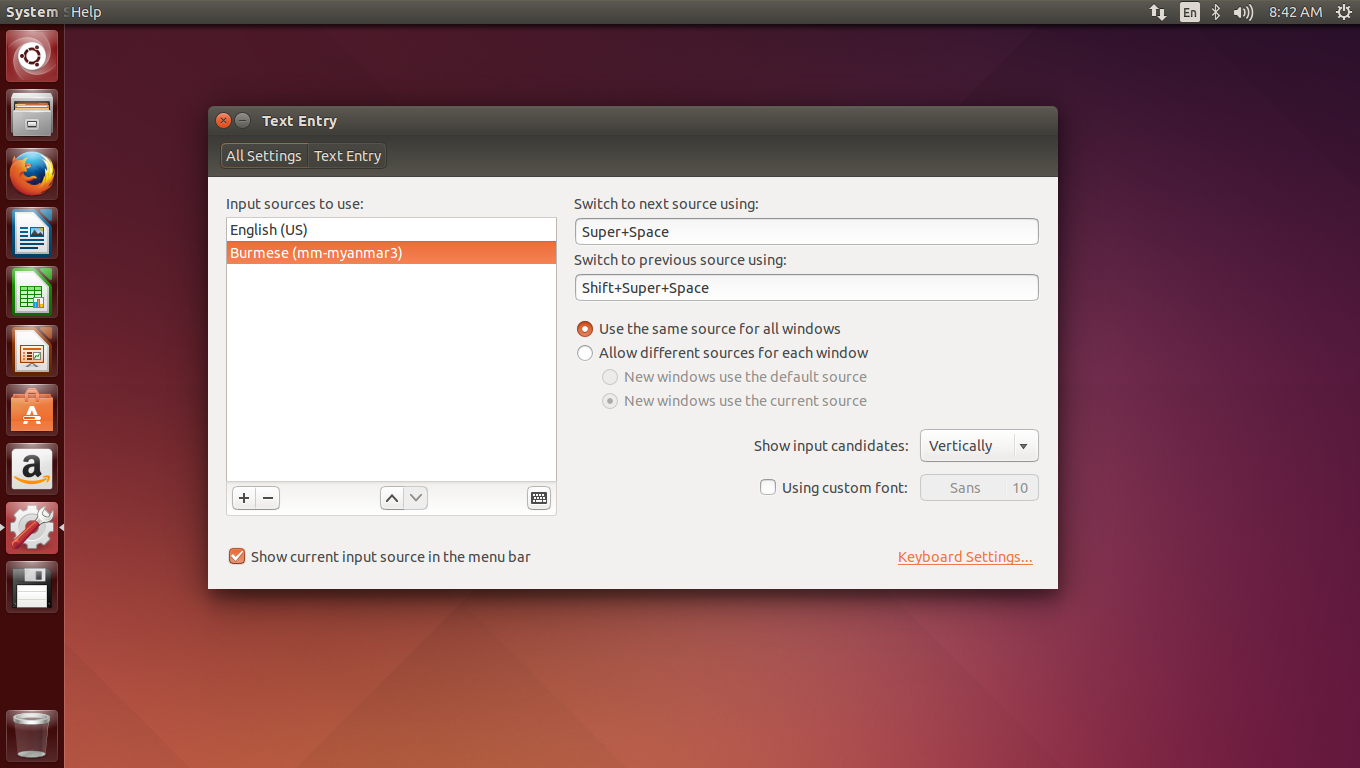 System S Help
En
8:42 AM
Text Entry
All Settings
Text Entry
Input sources to use:
English (US)
Burmese (mm-myanmar3)
Switch to next source using:
Super+Space
Switch to previous source using:
Shift+Super+Space
Use the same source for all windows
Allow different sources for each window
New windows use the default source
New windows use the current source
Show input candidates:
Vertically
Using custom font:
Sans
10
Show current input source in the menu bar
Keyboard Settings...